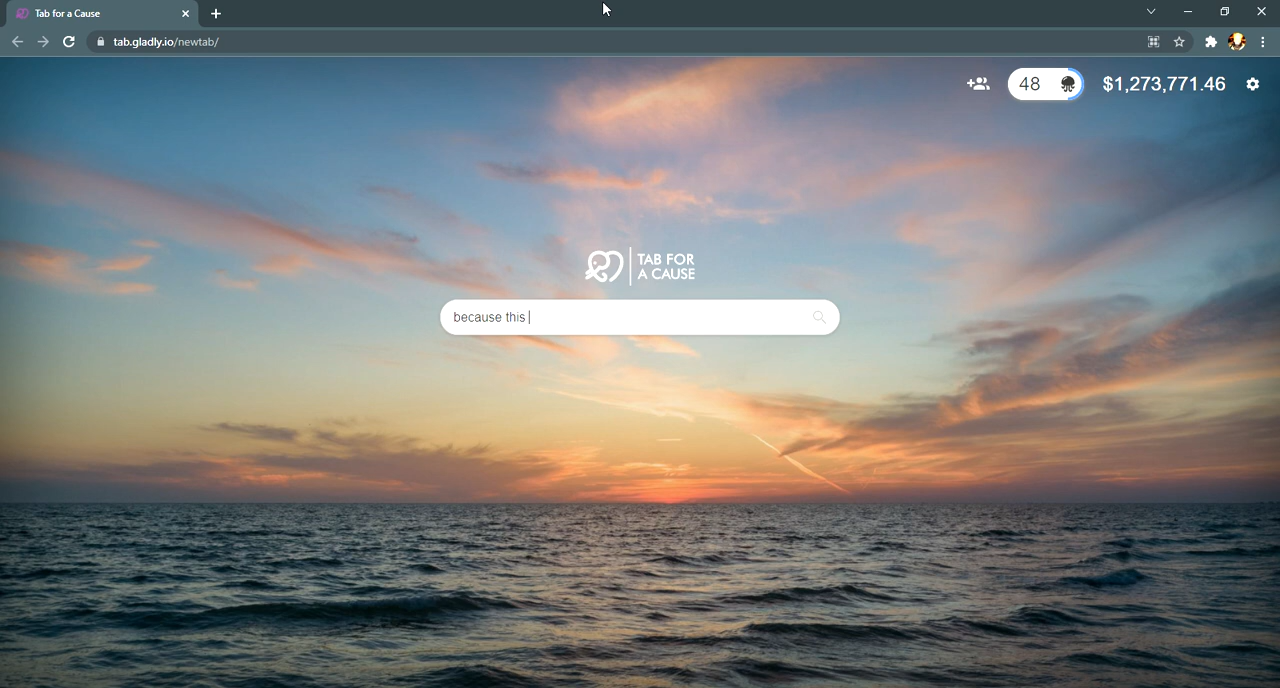 Tab for a Cause
tab.gladly.io/newtab/
48
$1,273,771.46
TAB FOR
A CAUSE
because this